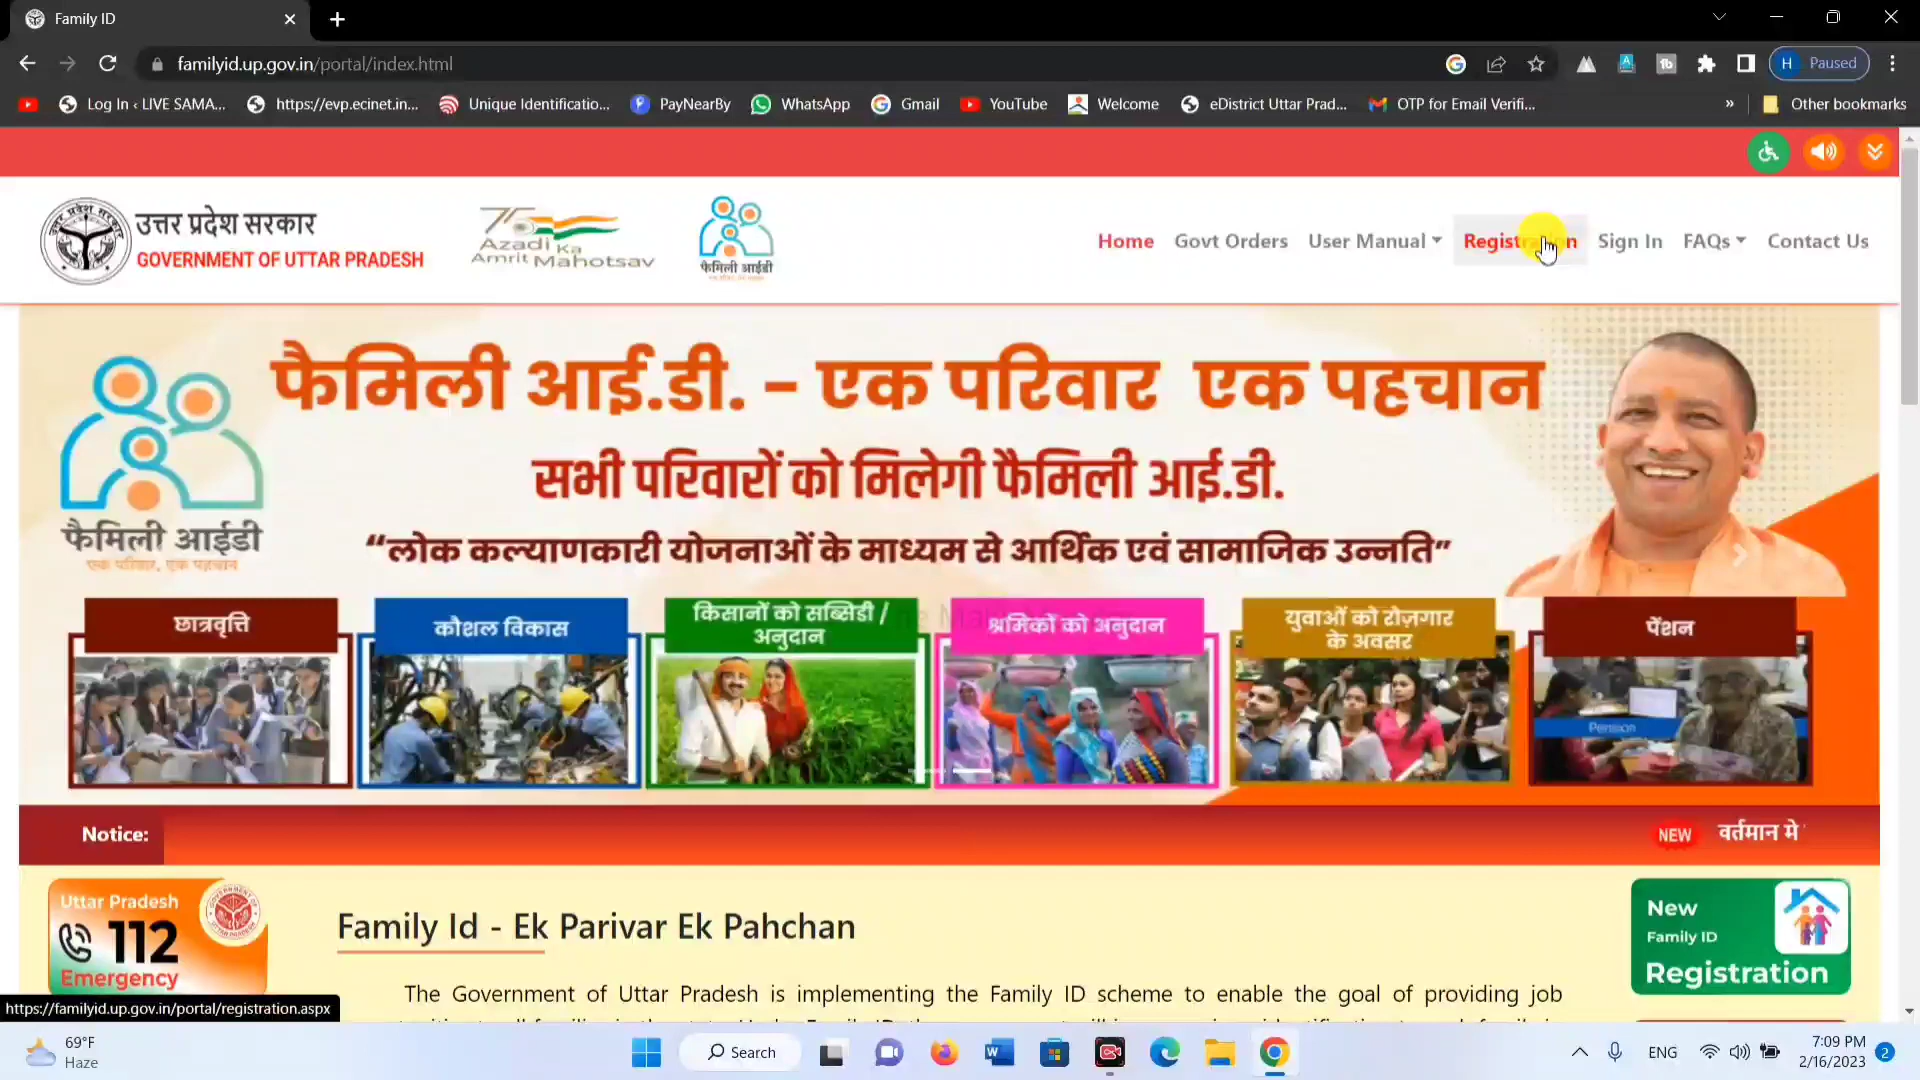 Family ID
familyid.up.gov.in/portal/index.html
H Paused
Log In ‹ LIVE SAMA...
https://evp.ecinet.in...
Unique Identificatio...
PayNearBy
WhatsApp
Gmail
YouTube
Welcome
eDistrict Uttar Prad...
OTP for Email Verifi...
»
Other bookmarks
उत्तर प्रदेश सरकार
GOVERNMENT OF UTTAR PRADESH
Azadi Ka
Amrit Mahotsav
फैमिली आईडी
Home
Govt Orders
User Manual
Registration
Sign In
FAQs
Contact Us
फैमिली आई.डी. – एक परिवार एक पहचान
सभी परिवारों को मिलेगी फैमिली आई.डी.
“लोक कल्याणकारी योजनाओं के माध्यम से आर्थिक एवं सामाजिक उन्नति”
फैमिली आईडी
एक परिवार, एक पहचान
छात्रवृत्ति
कौशल विकास
किसानों को सब्सिडी /
अनुदान
श्रमिकों को अनुदान
युवाओं को रोज़गार
के अवसर
पेंशन
Pension
Notice:
NEW वर्तमान मे
Uttar Pradesh
112
Emergency
Family Id - Ek Parivar Ek Pahchan
New
Family ID
Registration
The Government of Uttar Pradesh is implementing the Family ID scheme to enable the goal of providing job
https://familyid.up.gov.in/portal/registration.aspx
69°F
Haze
Search
ENG
7:09 PM
2/16/2023
2